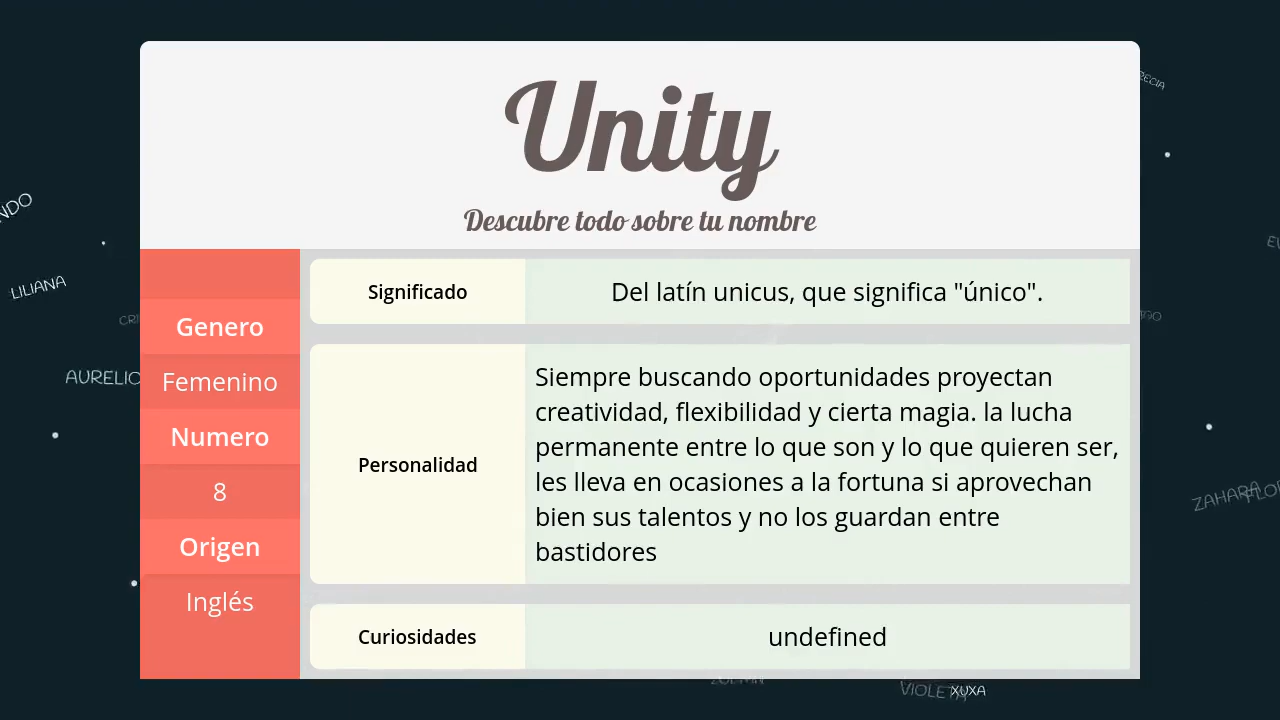 Unity
Descubre todo sobre tu nombre
Genero
Femenino
Numero
8
Origen
Inglés
Significado
Del latín unicus, que significa "único".
Personalidad
Siempre buscando oportunidades proyectan
creatividad, flexibilidad y cierta magia. la lucha
permanente entre lo que son y lo que quieren ser,
les lleva en ocasiones a la fortuna si aprovechan
bien sus talentos y no los guardan entre
bastidores
Curiosidades
undefined
LILIANA
AURELIO
ZAHARA
VIOLETA
XUXA